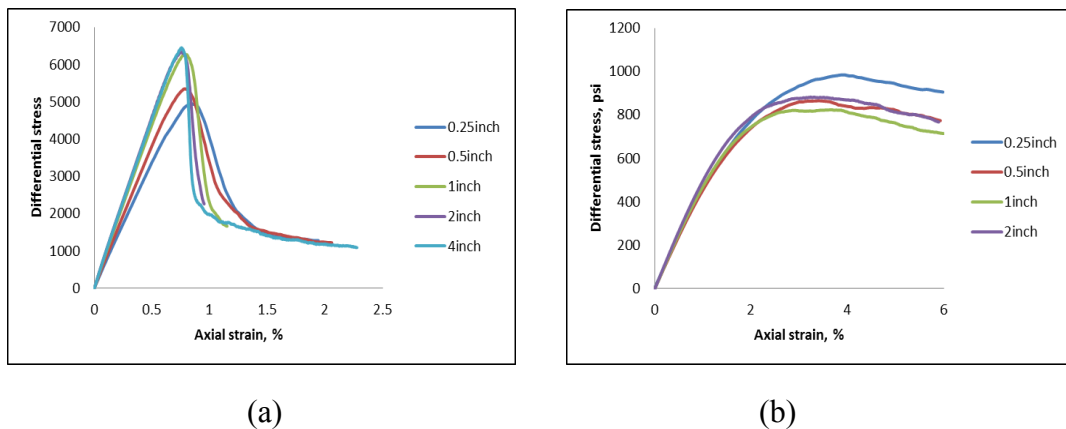 7000
6000
5000
4000
3000
2000
1000
0
Differential stress
0 0.5 1 1.5 2 2.5
Axial strain, %
0.25inch
0.5inch
1inch
2inch
4inch
(a)
1200
1000
800
600
400
200
0
Differential stress, psi
0 2 4 6
Axial strain, %
0.25inch
0.5inch
1inch
2inch
(b)